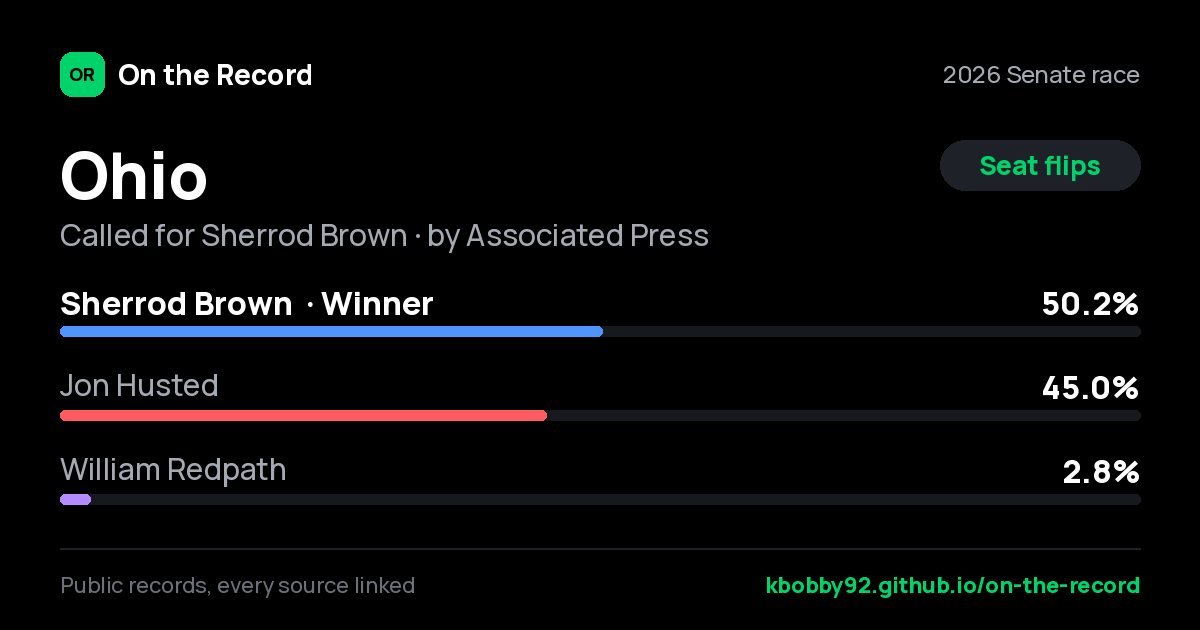 OR On the Record
2026 Senate race
Ohio
Seat flips
Called for Sherrod Brown · by Associated Press
Sherrod Brown · Winner
50.2%
Jon Husted
45.0%
William Redpath
2.8%
Public records, every source linked
kbobby92.github.io/on-the-record